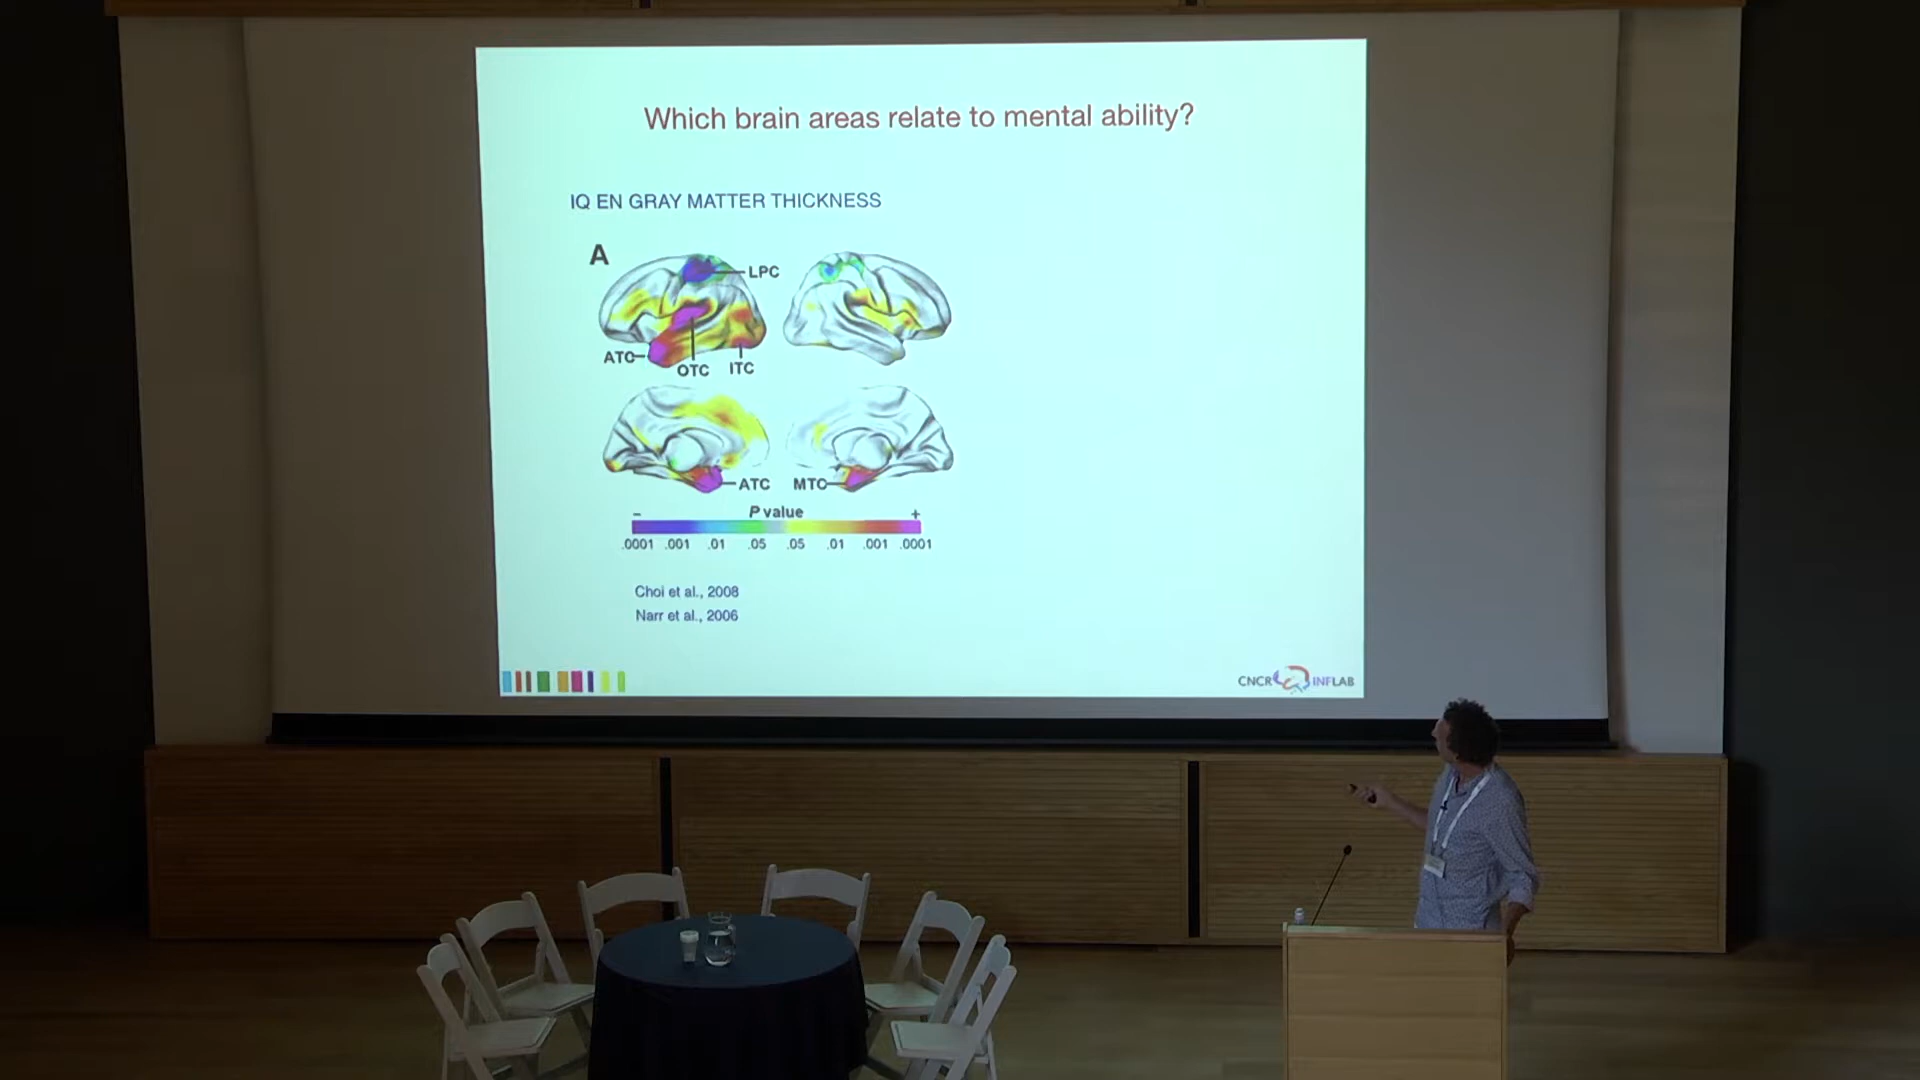 Which brain areas relate to mental ability?
IQ EN GRAY MATTER THICKNESS
A
LPC
ATC
OTC
ITC
ATC
MTC
P value
- +
.0001 .001 .01 .05 .05 .01 .001 .0001
Choi et al., 2008
Narr et al., 2006
CNCR INFLAB